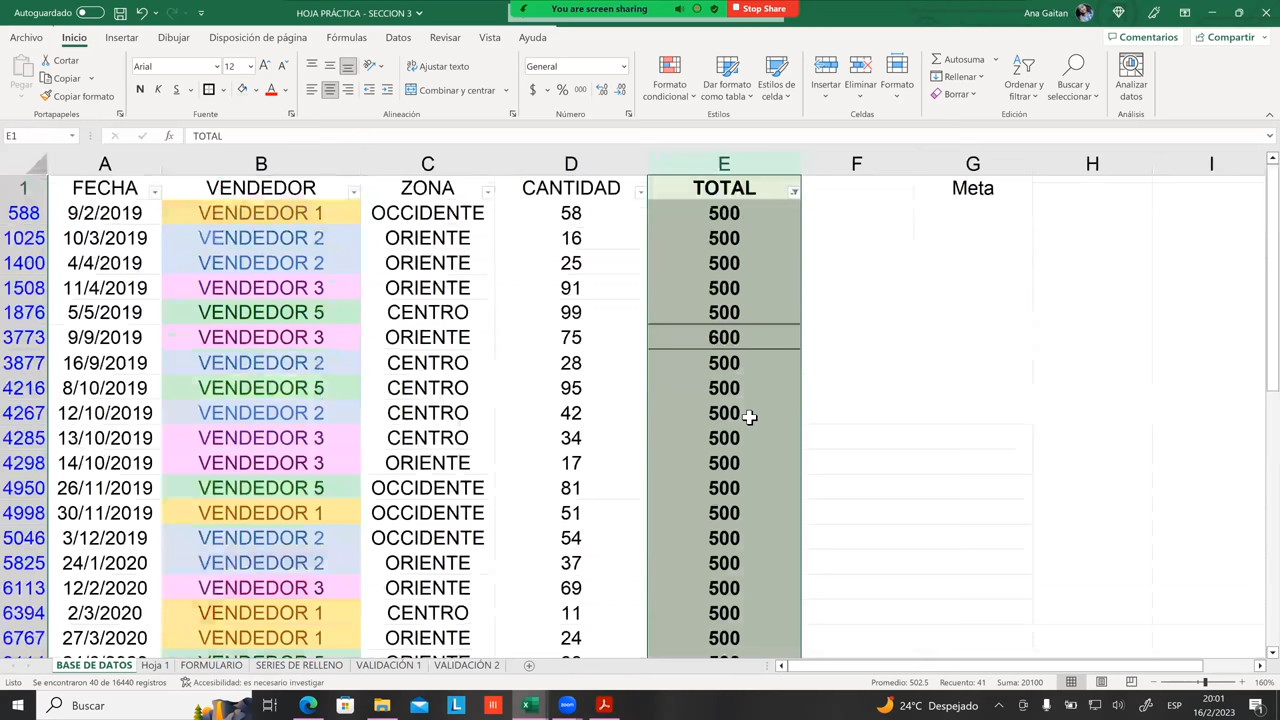 Autoguardado
HOJA PRÁCTICA - SECCION 3
You are screen sharing
Stop Share
Ana Gaitan
Archivo Inicio Insertar Dibujar Disposición de página Fórmulas Datos Revisar Vista Ayuda
Comentarios Compartir
Pegar
Cortar
Copiar
Copiar formato
Portapapeles
Arial 12
N K S
Fuente
Ajustar texto
Combinar y centrar
Alineación
General
$ % 000
Número
Formato condicional
Dar formato como tabla
Estilos de celda
Estilos
Insertar Eliminar Formato
Celdas
Autosuma
Rellenar
Borrar
Ordenar y filtrar
Buscar y seleccionar
Edición
Analizar datos
Análisis
E1 fx TOTAL
A B C D E F G H I
1 FECHA VENDEDOR ZONA CANTIDAD TOTAL Meta
588 9/2/2019 VENDEDOR 1 OCCIDENTE 58 500
1025 10/3/2019 VENDEDOR 2 ORIENTE 16 500
1400 4/4/2019 VENDEDOR 2 ORIENTE 25 500
1508 11/4/2019 VENDEDOR 3 ORIENTE 91 500
1876 5/5/2019 VENDEDOR 5 CENTRO 99 500
3773 9/9/2019 VENDEDOR 3 ORIENTE 75 600
3877 16/9/2019 VENDEDOR 2 CENTRO 28 500
4216 8/10/2019 VENDEDOR 5 CENTRO 95 500
4267 12/10/2019 VENDEDOR 2 CENTRO 42 500
4285 13/10/2019 VENDEDOR 3 CENTRO 34 500
4298 14/10/2019 VENDEDOR 3 ORIENTE 17 500
4950 26/11/2019 VENDEDOR 5 OCCIDENTE 81 500
4998 30/11/2019 VENDEDOR 1 OCCIDENTE 51 500
5046 3/12/2019 VENDEDOR 2 OCCIDENTE 54 500
5825 24/1/2020 VENDEDOR 2 ORIENTE 37 500
6113 12/2/2020 VENDEDOR 3 ORIENTE 69 500
6394 2/3/2020 VENDEDOR 1 CENTRO 11 500
6767 27/3/2020 VENDEDOR 1 ORIENTE 24 500
BASE DE DATOS Hoja 1 FORMULARIO SERIES DE RELLENO VALIDACIÓN 1 VALIDACIÓN 2
Listo Se encontraron 40 de 16440 registros Accesibilidad: es necesario investigar Promedio: 502.5 Recuento: 41 Suma: 20100 160%
Buscar
24°C Despejado
ESP
20:01
16/2/2023